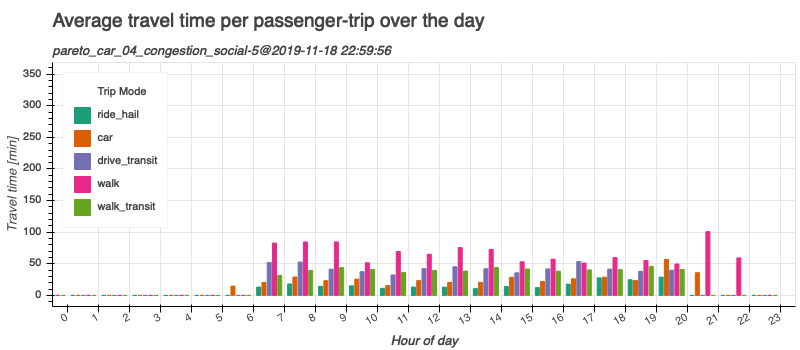 Average travel time per passenger-trip over the day
pareto_car_04_congestion_social-5@2019-11-18 22:59:56
Travel time [min]
350
300
250
200
150
100
50
0
Trip Mode
ride_hail
car
drive_transit
walk
walk_transit
0 1 2 3 4 5 6 7 8 9 10 11 12 13 14 15 16 17 18 19 20 21 22 23
Hour of day